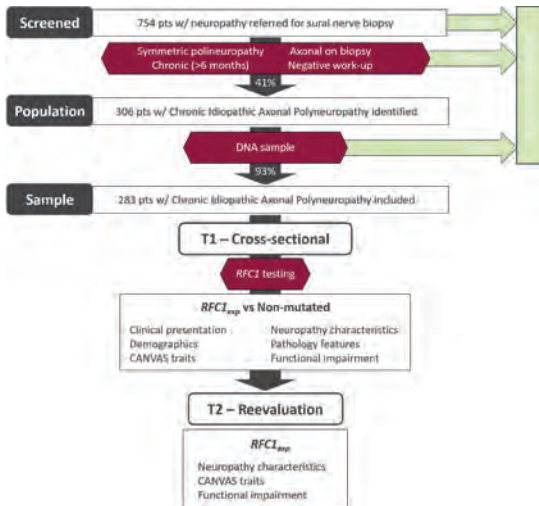 Screened
754 pts w/ neuropathy referred for sural nerve biopsy
Symmetric polineuropathy Axonal on biopsy
Chronic (>6 months) Negative work-up
41%
Population
306 pts w/ Chronic Idiopathic Axonal Polyneuropathy identified
DNA sample
93%
Sample
283 pts w/ Chronic Idiopathic Axonal Polyneuropathy included
T1 – Cross-sectional
RFC1 testing
RFC1exp vs Non-mutated
Clinical presentation Neuropathy characteristics
Demographics Pathology features
CANVAS traits Functional impairment
T2 – Reevaluation
RFC1exp
Neuropathy characteristics
CANVAS traits
Functional impairment